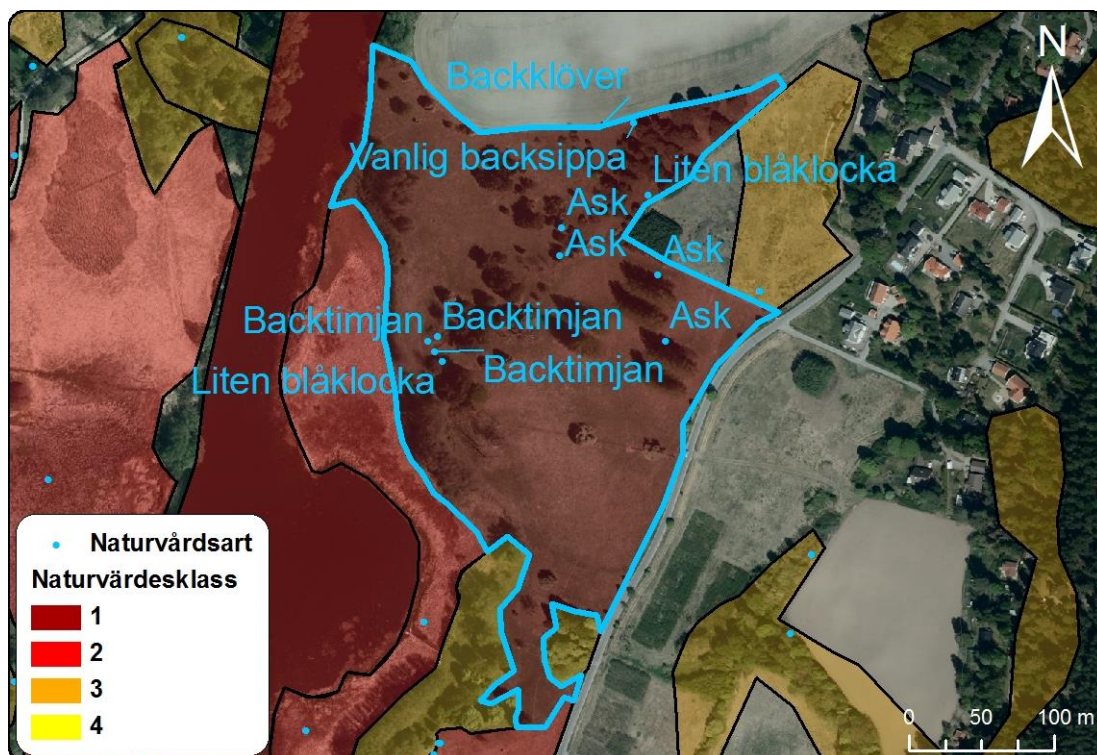 N
Backklöver
Vanlig backsippa
Liten blåklocka
Ask
Ask
Ask
Backtimjan
Backtimjan
Ask
Liten blåklocka
Backtimjan
Naturvårdsart
Naturvärdesklass
1
2
3
4
0 50 100 m